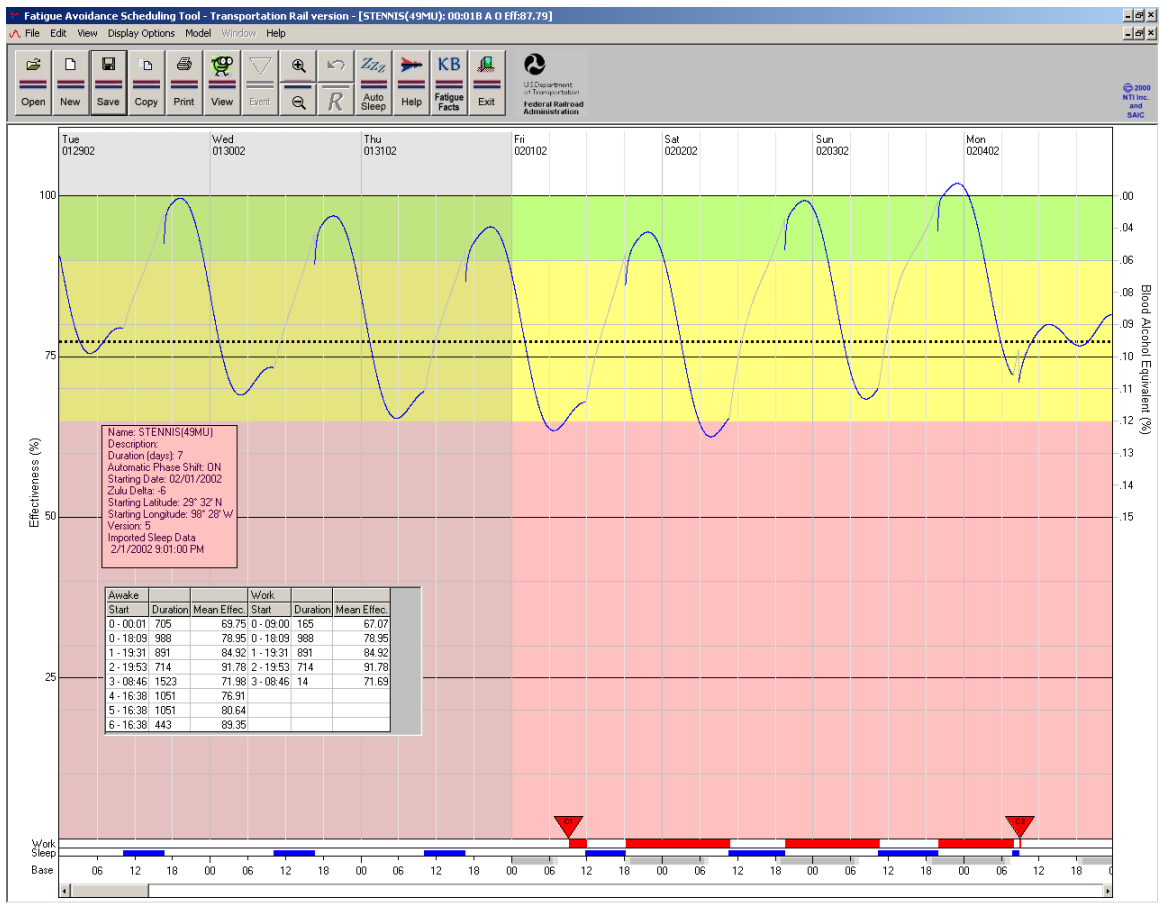 Fatigue Avoidance Scheduling Tool - Transportation Rail version - [STENNIS(49MU): 00:01B A O Eff:87.79]
File Edit View Display Options Model Window Help
Open New Save Copy Print View Event R Zzz Auto Sleep Help KB Fatigue Facts Exit
U.S. Department
of Transportation
Federal Railroad
Administration
© 2000
NTI Inc.
and
SAIC
Tue Wed Thu Fri Sat Sun Mon
012902 013002 013102 020102 020202 020302 020402
100
75
50
25
Effectiveness (%)
.00
.04
.06
.08
.09
.10
.11
.12
.13
.14
.15
Blood Alcohol Equivalent (%)
Name: STENNIS(49MU)
Description:
Duration (days): 7
Automatic Phase Shift: ON
Starting Date: 02/01/2002
Zulu Delta: -6
Starting Latitude: 29° 32' N
Starting Longitude: 98° 28' W
Version: 5
Imported Sleep Data
2/1/2002 9:01:00 PM
Awake Work
Start Duration Mean Effec. Start Duration Mean Effec.
0 - 00:01 705 69.75 0 - 09:00 165 67.07
0 - 18:09 988 78.95 0 - 18:09 988 78.95
1 - 19:31 891 84.92 1 - 19:31 891 84.92
2 - 19:53 714 91.78 2 - 19:53 714 91.78
3 - 08:46 1523 71.98 3 - 08:46 14 71.69
4 - 16:38 1051 76.91
5 - 16:38 1051 80.64
6 - 16:38 443 89.35
C1 C2
Work
Sleep
Base 06 12 18 00 06 12 18 00 06 12 18 00 06 12 18 00 06 12 18 00 06 12 18 00 06 12 18